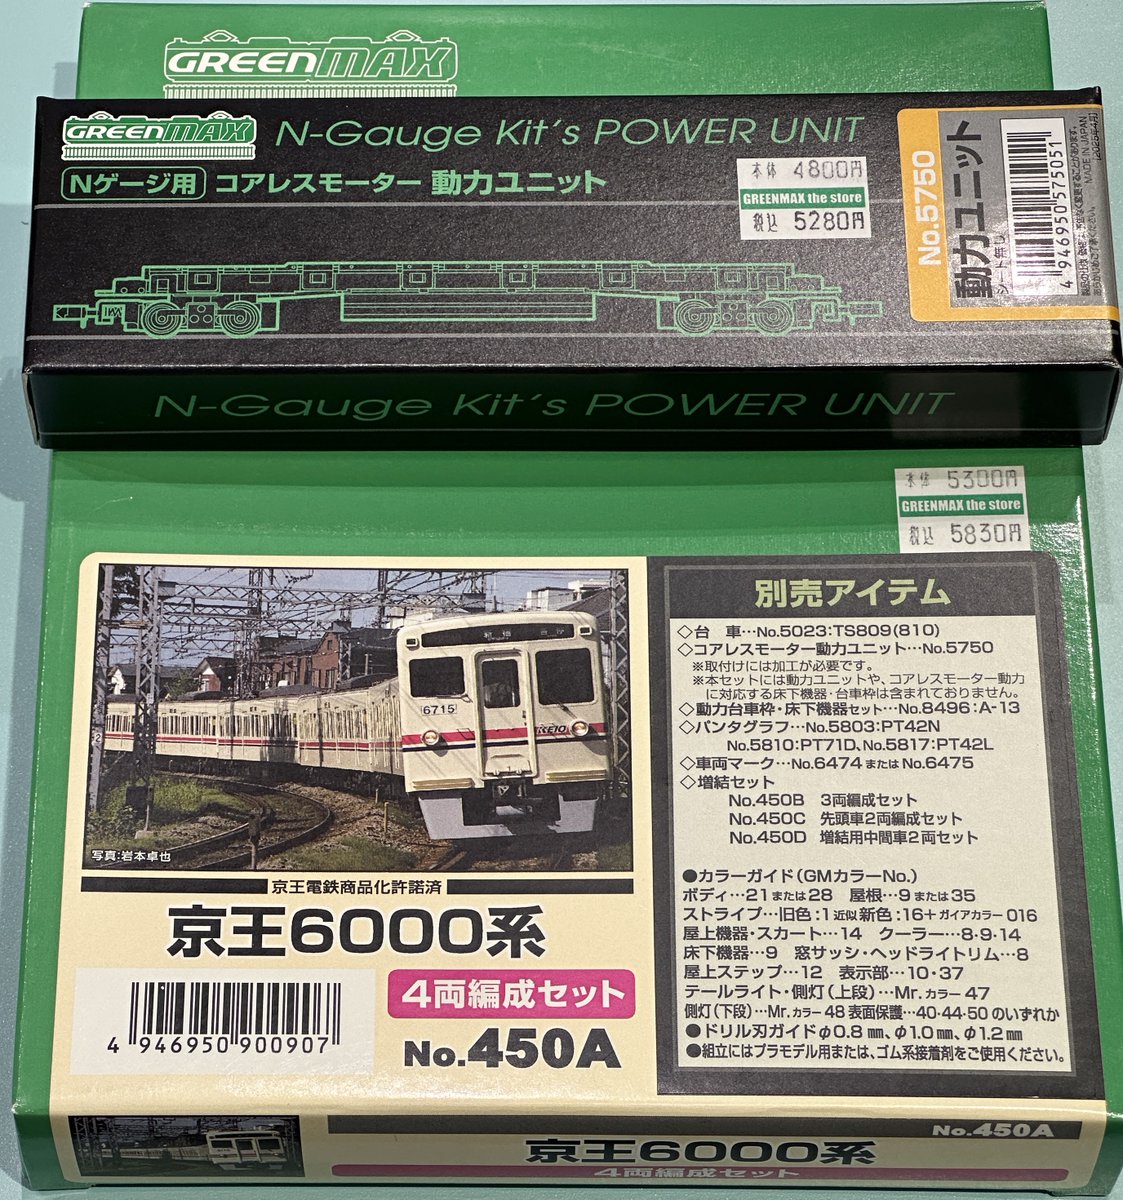 GREENMAX
GREENMAX N-Gauge Kit's POWER UNIT
Nゲージ用 コアレスモーター 動力ユニット
本体 4800円
GREENMAX the store
税込 5280円
No.5750
動力ユニット
シート無し
4 946950 575051
MADE IN JAPAN
N-Gauge Kit's POWER UNIT
本体 5300円
GREENMAX the store
税込 5830円
6715
KEIO
写真:岩本卓也
京王電鉄商品化許諾済
京王6000系
4両編成セット
4 946950 900907
No.450A
別売アイテム
◇台 車…No.5023:TS809(810)
◇コアレスモーター動力ユニット…No.5750
※取付けには加工が必要です。
※本セットには動力ユニットや、コアレスモーター動力
に対応する床下機器・台車枠は含まれておりません。
◇動力台車枠・床下機器セット…No.8496:A-13
◇パンタグラフ…No.5803:PT42N
No.5810:PT71D、No.5817:PT42L
◇車両マーク…No.6474またはNo.6475
◇増結セット
No.450B 3両編成セット
No.450C 先頭車2両編成セット
No.450D 増結用中間車2両セット
●カラーガイド(GMカラーNo.)
ボディ…21または28 屋根…9または35
ストライプ…旧色:1近似 新色:16+ガイアカラー016
屋上機器・スカート…14 クーラー…8・9・14
床下機器…9 窓サッシ・ヘッドライトリム…8
屋上ステップ…12 表示部…10・37
テールライト・側灯(上段)…Mr.カラー47
側灯(下段)…Mr.カラー48 表面保護…40・44・50のいずれか
●ドリル刃ガイドφ0.8㎜、φ1.0㎜、φ1.2㎜
●組立にはプラモデル用または、ゴム系接着剤をご使用ください。
No.450A
京王6000系
4両編成セット